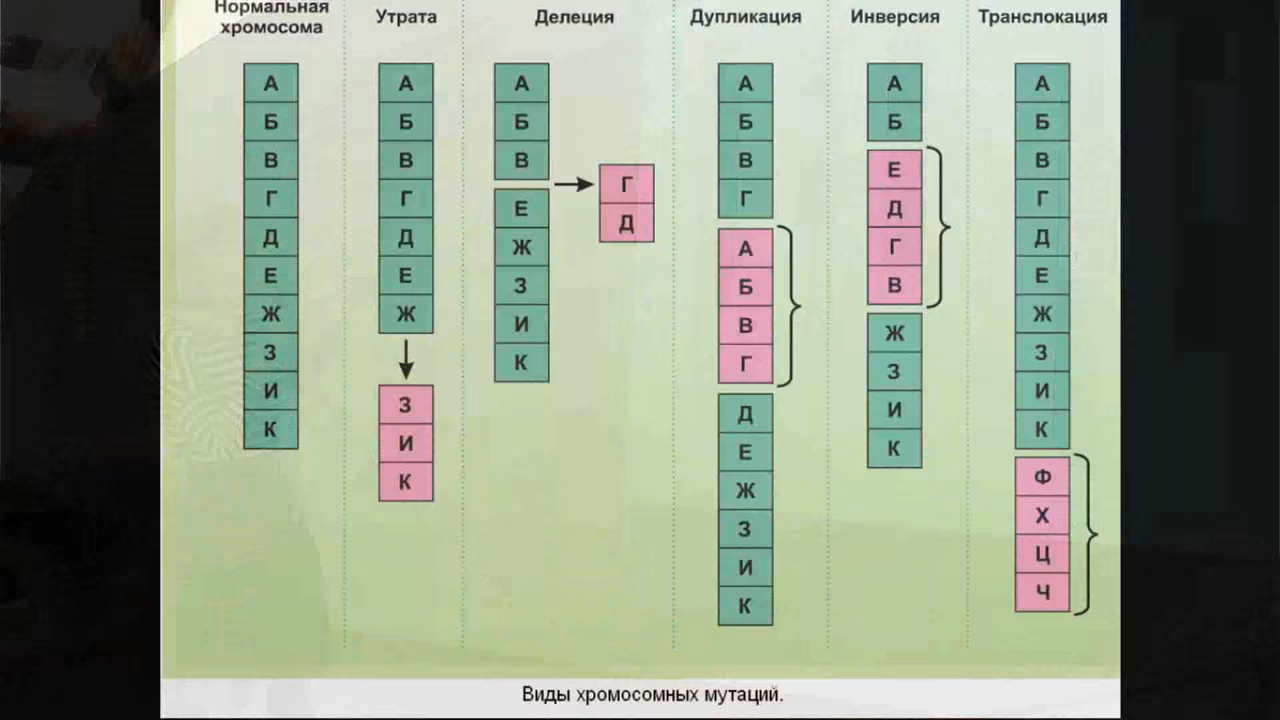 Нормальная хромосома
Утрата
Делеция
Дупликация
Инверсия
Транслокация
А
Б
В
Г
Д
Е
Ж
З
И
К
А
Б
В
Г
Д
Е
Ж
З
И
К
А
Б
В
Е
Ж
З
И
К
Г
Д
А
Б
В
Г
А
Б
В
Г
Д
Е
Ж
З
И
К
А
Б
Е
Д
Г
В
Ж
З
И
К
А
Б
В
Г
Д
Е
Ж
З
И
К
Ф
Х
Ц
Ч
Виды хромосомных мутаций.